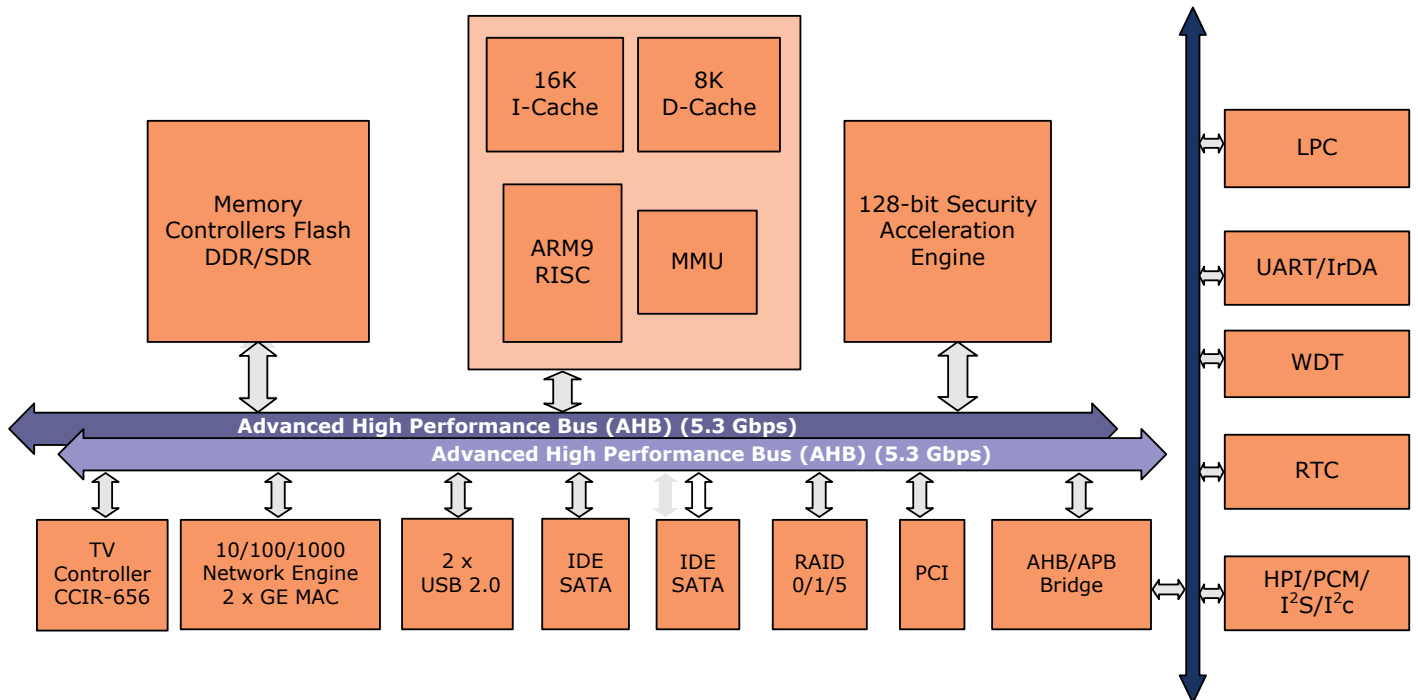 16K
I-Cache
8K
D-Cache
Memory
Controllers Flash
DDR/SDR
ARM9
RISC
MMU
128-bit Security
Acceleration
Engine
LPC
UART/IrDA
WDT
RTC
HPI/PCM/
I²S/I²c
Advanced High Performance Bus (AHB) (5.3 Gbps)
Advanced High Performance Bus (AHB) (5.3 Gbps)
TV
Controller
CCIR-656
10/100/1000
Network Engine
2 x GE MAC
2 x
USB 2.0
IDE
SATA
IDE
SATA
RAID
0/1/5
PCI
AHB/APB
Bridge